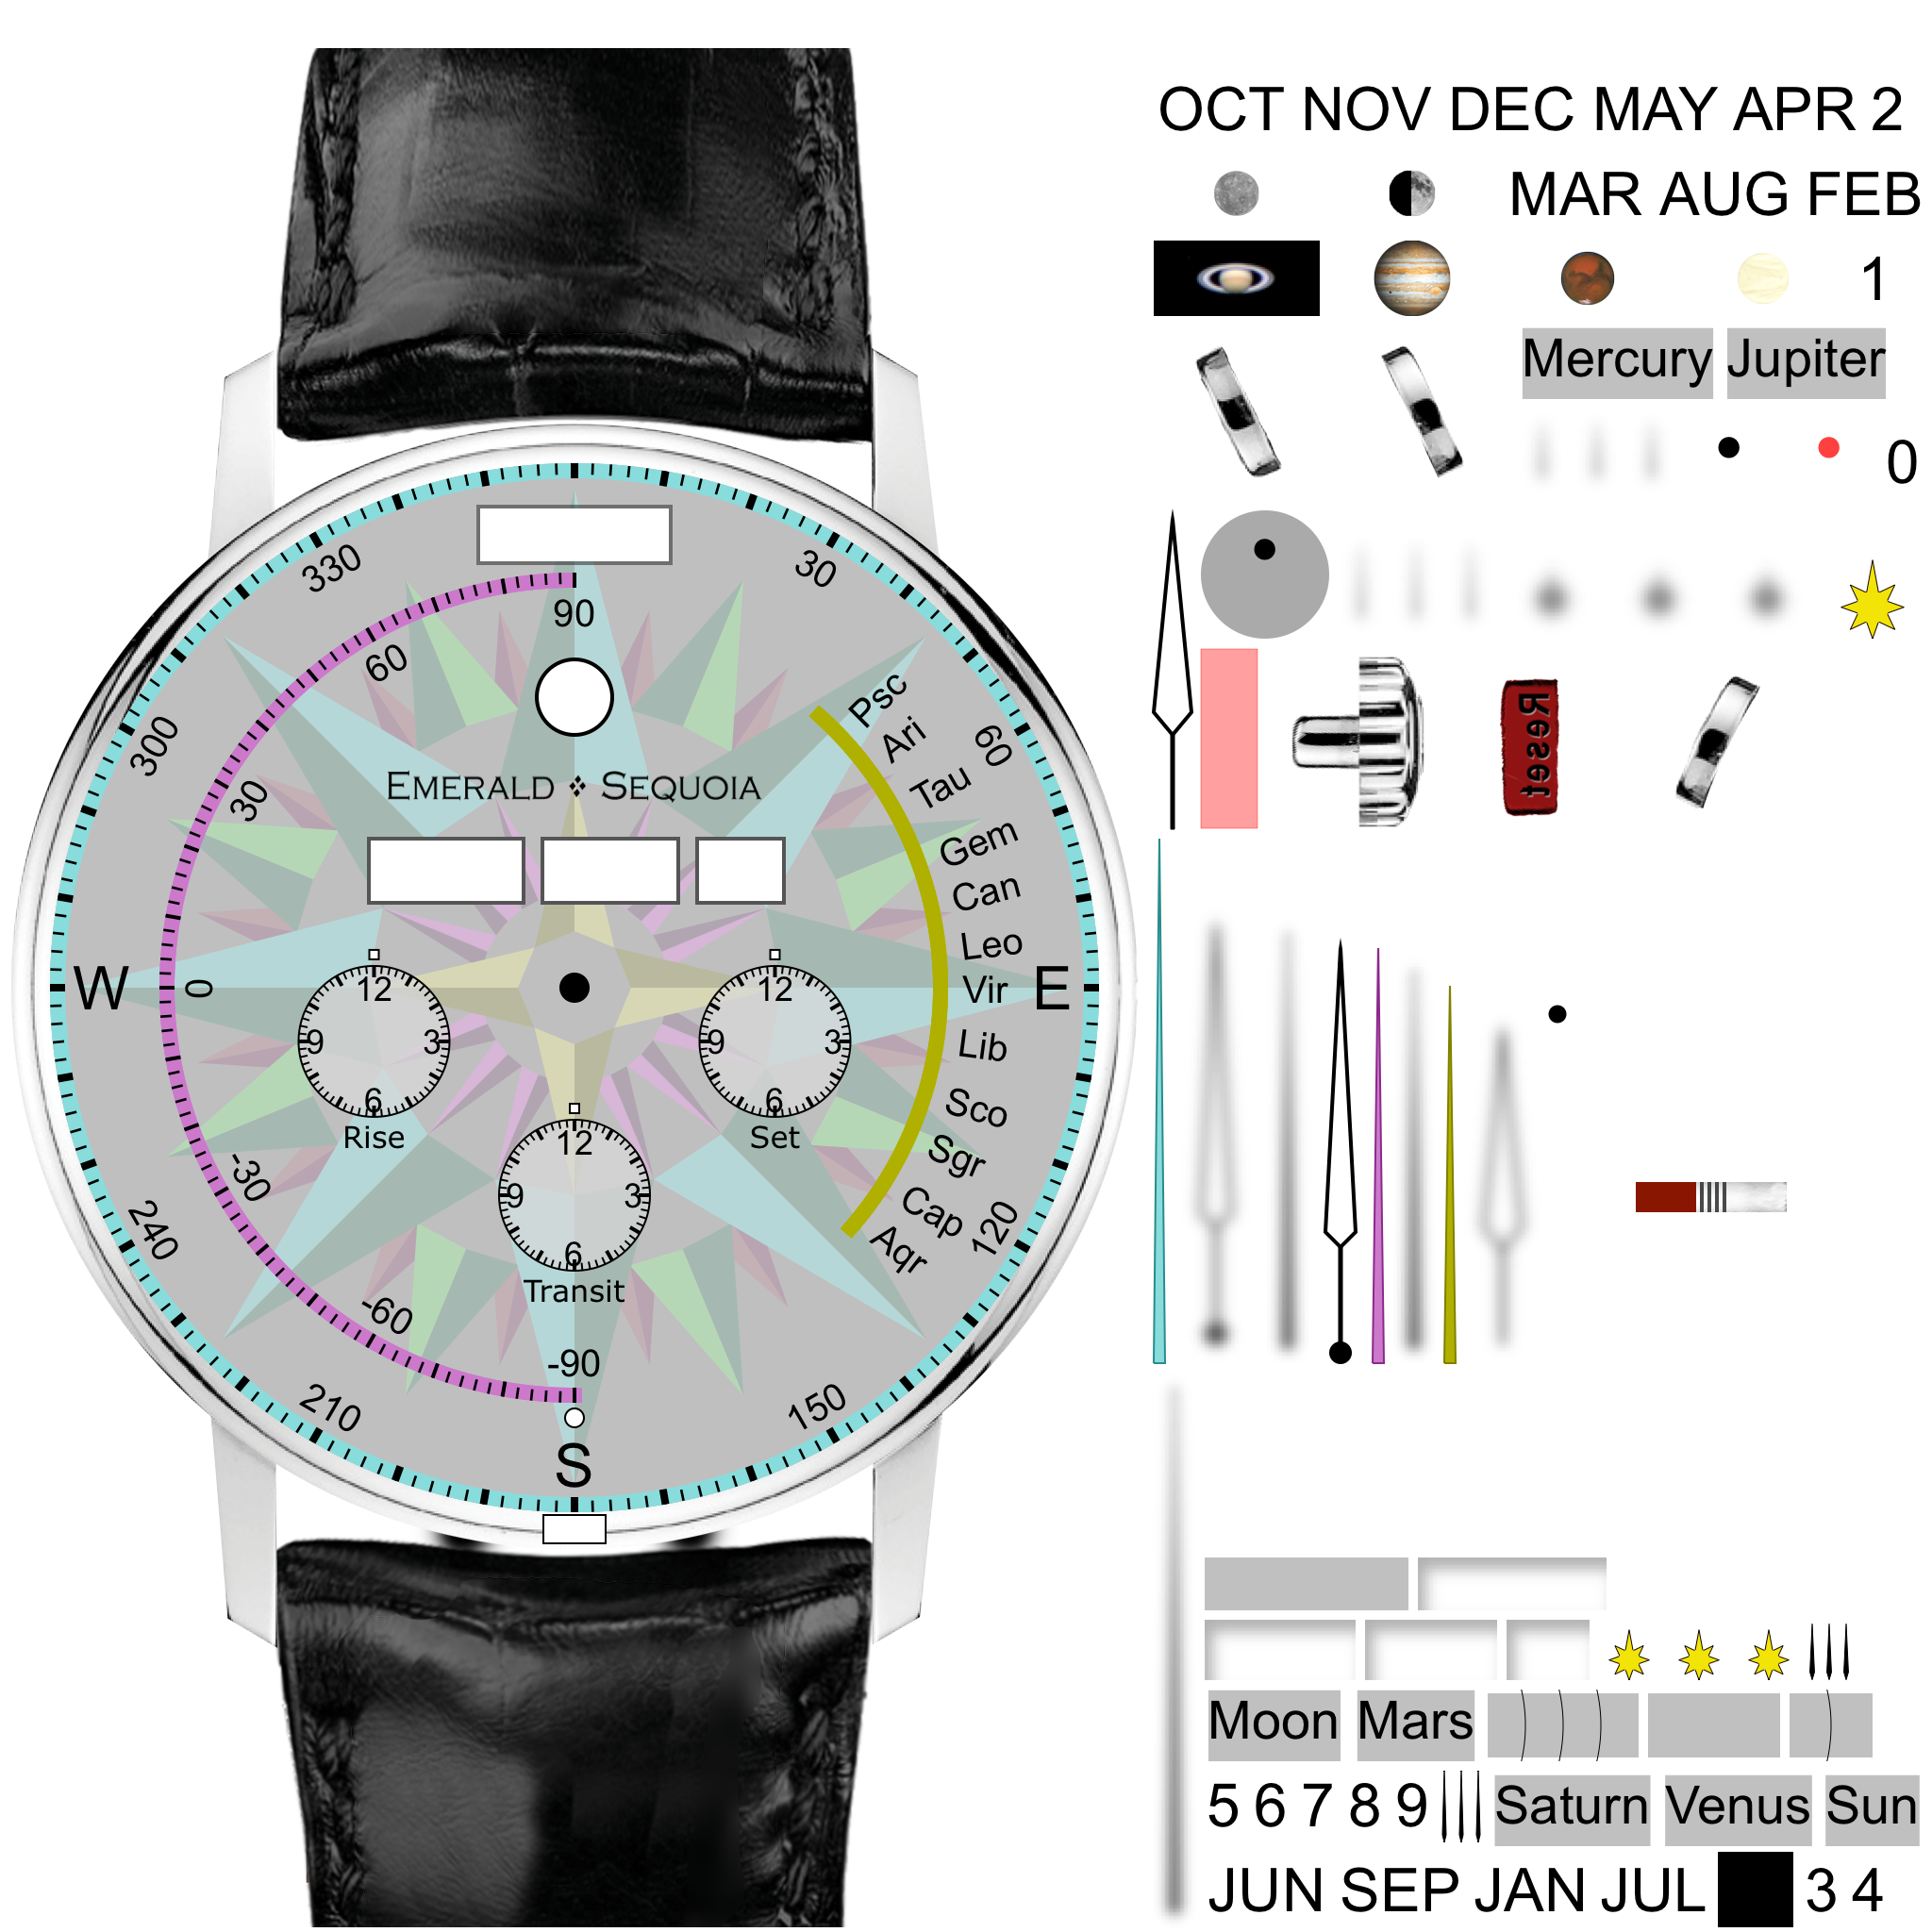 OCT NOV DEC MAY APR 2
MAR AUG FEB
1
Mercury Jupiter
0
Reset
330
30
90
60
Psc
Ari
Tau
300
60
30
EMERALD SEQUOIA
Gem
Can
Leo
W
0
12
12
Vir
E
9
3
9
3
Lib
6
6
Sco
Rise
Set
12
Sgr
-30
9
3
Cap
240
120
6
Aqr
Transit
-60
-90
210
150
S
Moon Mars
5 6 7 8 9
Saturn Venus Sun
JUN SEP JAN JUL 3 4